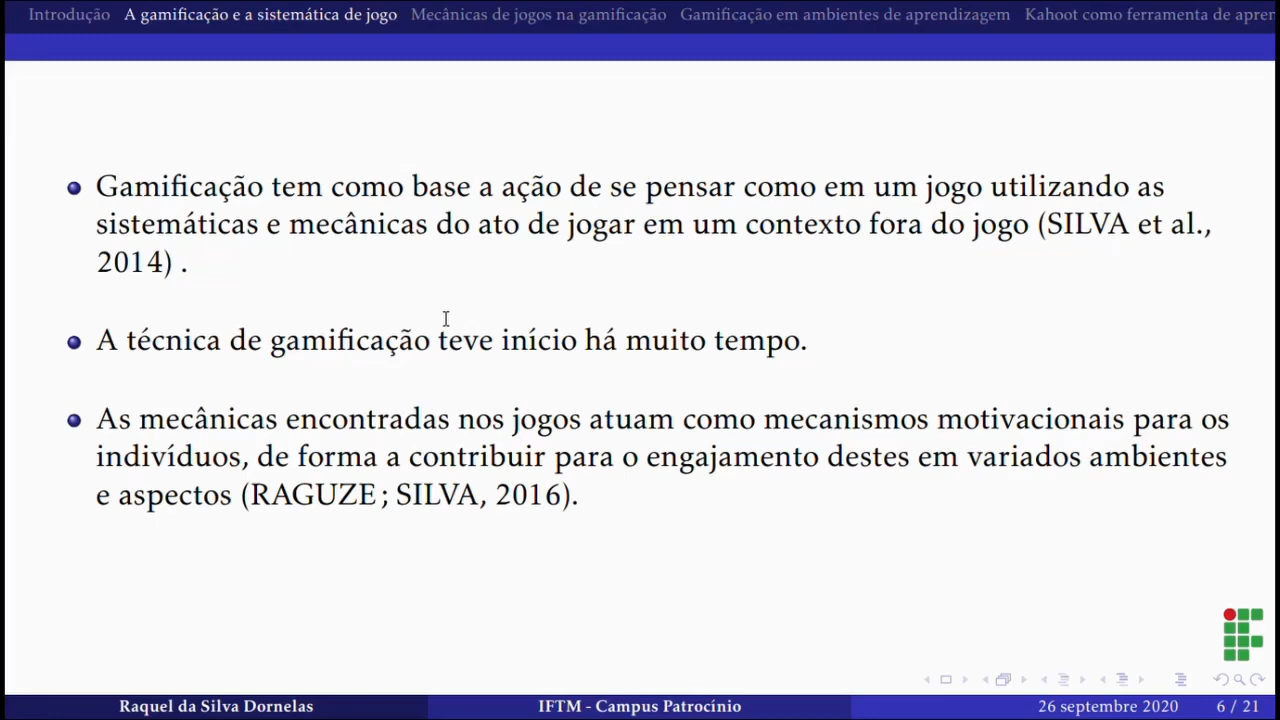 Introdução A gamificação e a sistemática de jogo Mecânicas de jogos na gamificação Gamificação em ambientes de aprendizagem Kahoot como ferramenta de apren
Gamificação tem como base a ação de se pensar como em um jogo utilizando as
sistemáticas e mecânicas do ato de jogar em um contexto fora do jogo (SILVA et al.,
2014) .
A técnica de gamificação teve início há muito tempo.
As mecânicas encontradas nos jogos atuam como mecanismos motivacionais para os
indivíduos, de forma a contribuir para o engajamento destes em variados ambientes
e aspectos (RAGUZE ; SILVA, 2016).
Raquel da Silva Dornelas IFTM - Campus Patrocínio 26 septembre 2020 6 / 21